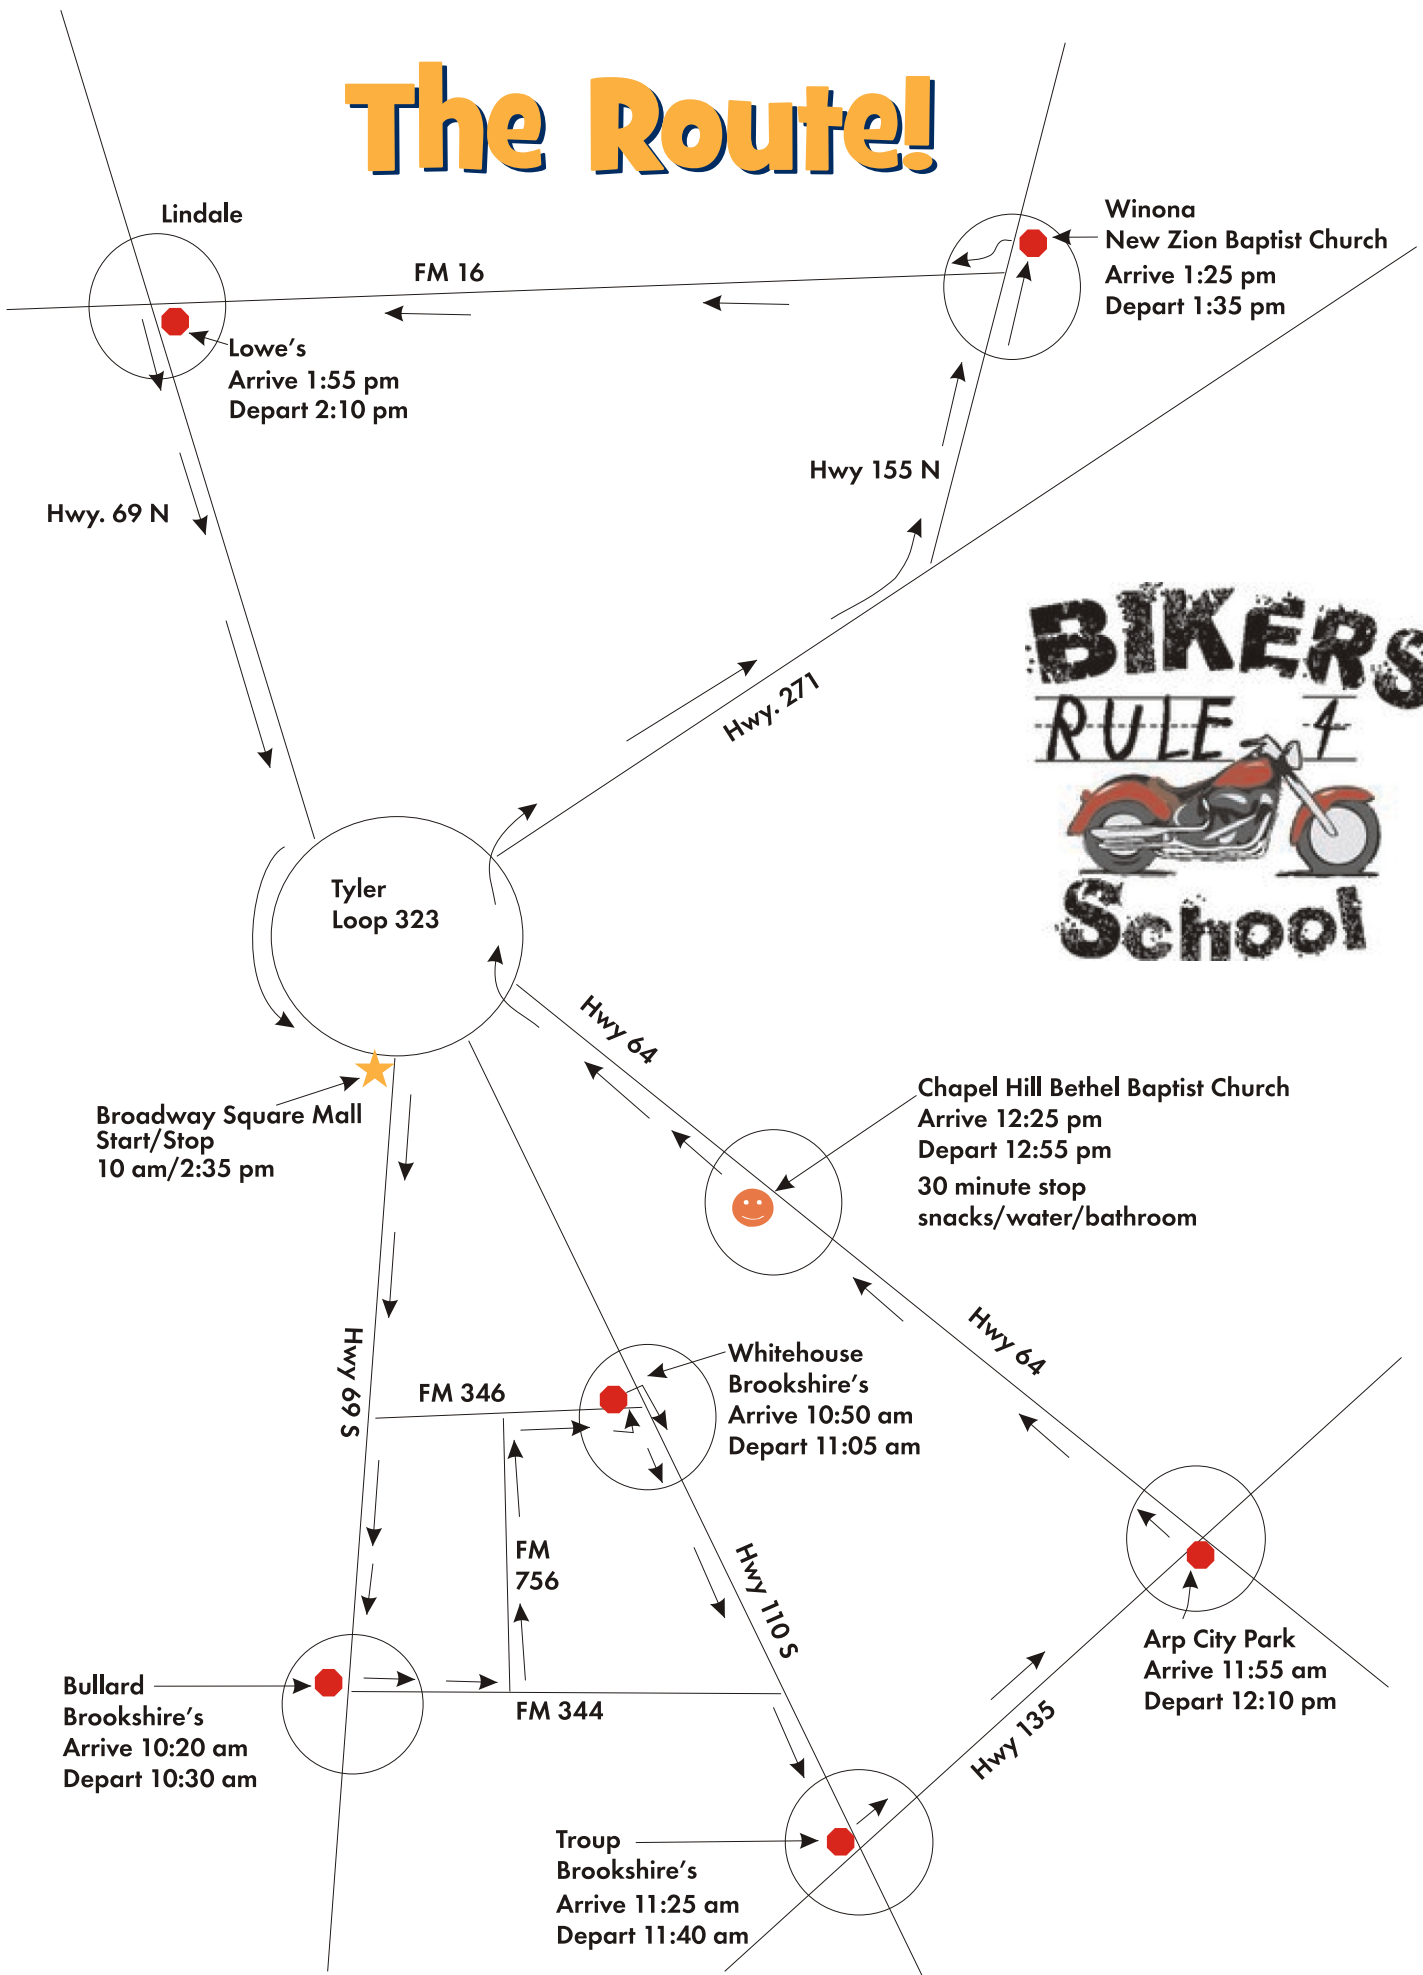 The Route!
Lindale
FM 16
Winona
New Zion Baptist Church
Arrive 1:25 pm
Depart 1:35 pm
Lowe's
Arrive 1:55 pm
Depart 2:10 pm
Hwy 155 N
Hwy. 69 N
Hwy. 271
BIKERS
RULE 4
School
Tyler
Loop 323
Hwy 64
Broadway Square Mall
Start/Stop
10 am/2:35 pm
Chapel Hill Bethel Baptist Church
Arrive 12:25 pm
Depart 12:55 pm
30 minute stop
snacks/water/bathroom
Hwy 64
Hwy 69 S
FM 346
Whitehouse
Brookshire's
Arrive 10:50 am
Depart 11:05 am
FM
756
Hwy 110 S
Arp City Park
Arrive 11:55 am
Depart 12:10 pm
Bullard
Brookshire's
Arrive 10:20 am
Depart 10:30 am
FM 344
Hwy 135
Troup
Brookshire's
Arrive 11:25 am
Depart 11:40 am